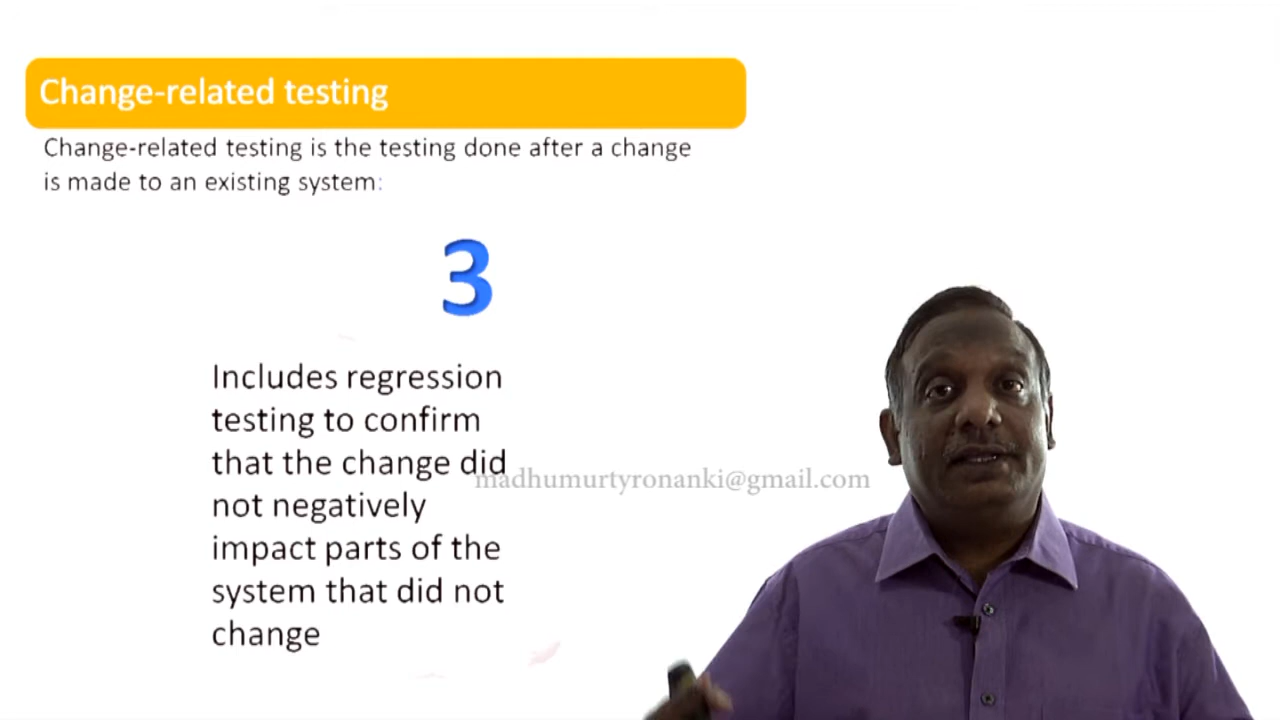 Change-related testing
Change-related testing is the testing done after a change
is made to an existing system:
3
Includes regression
testing to confirm
that the change did
madhumurtyronanki@gmail.com
not negatively
impact parts of the
system that did not
change